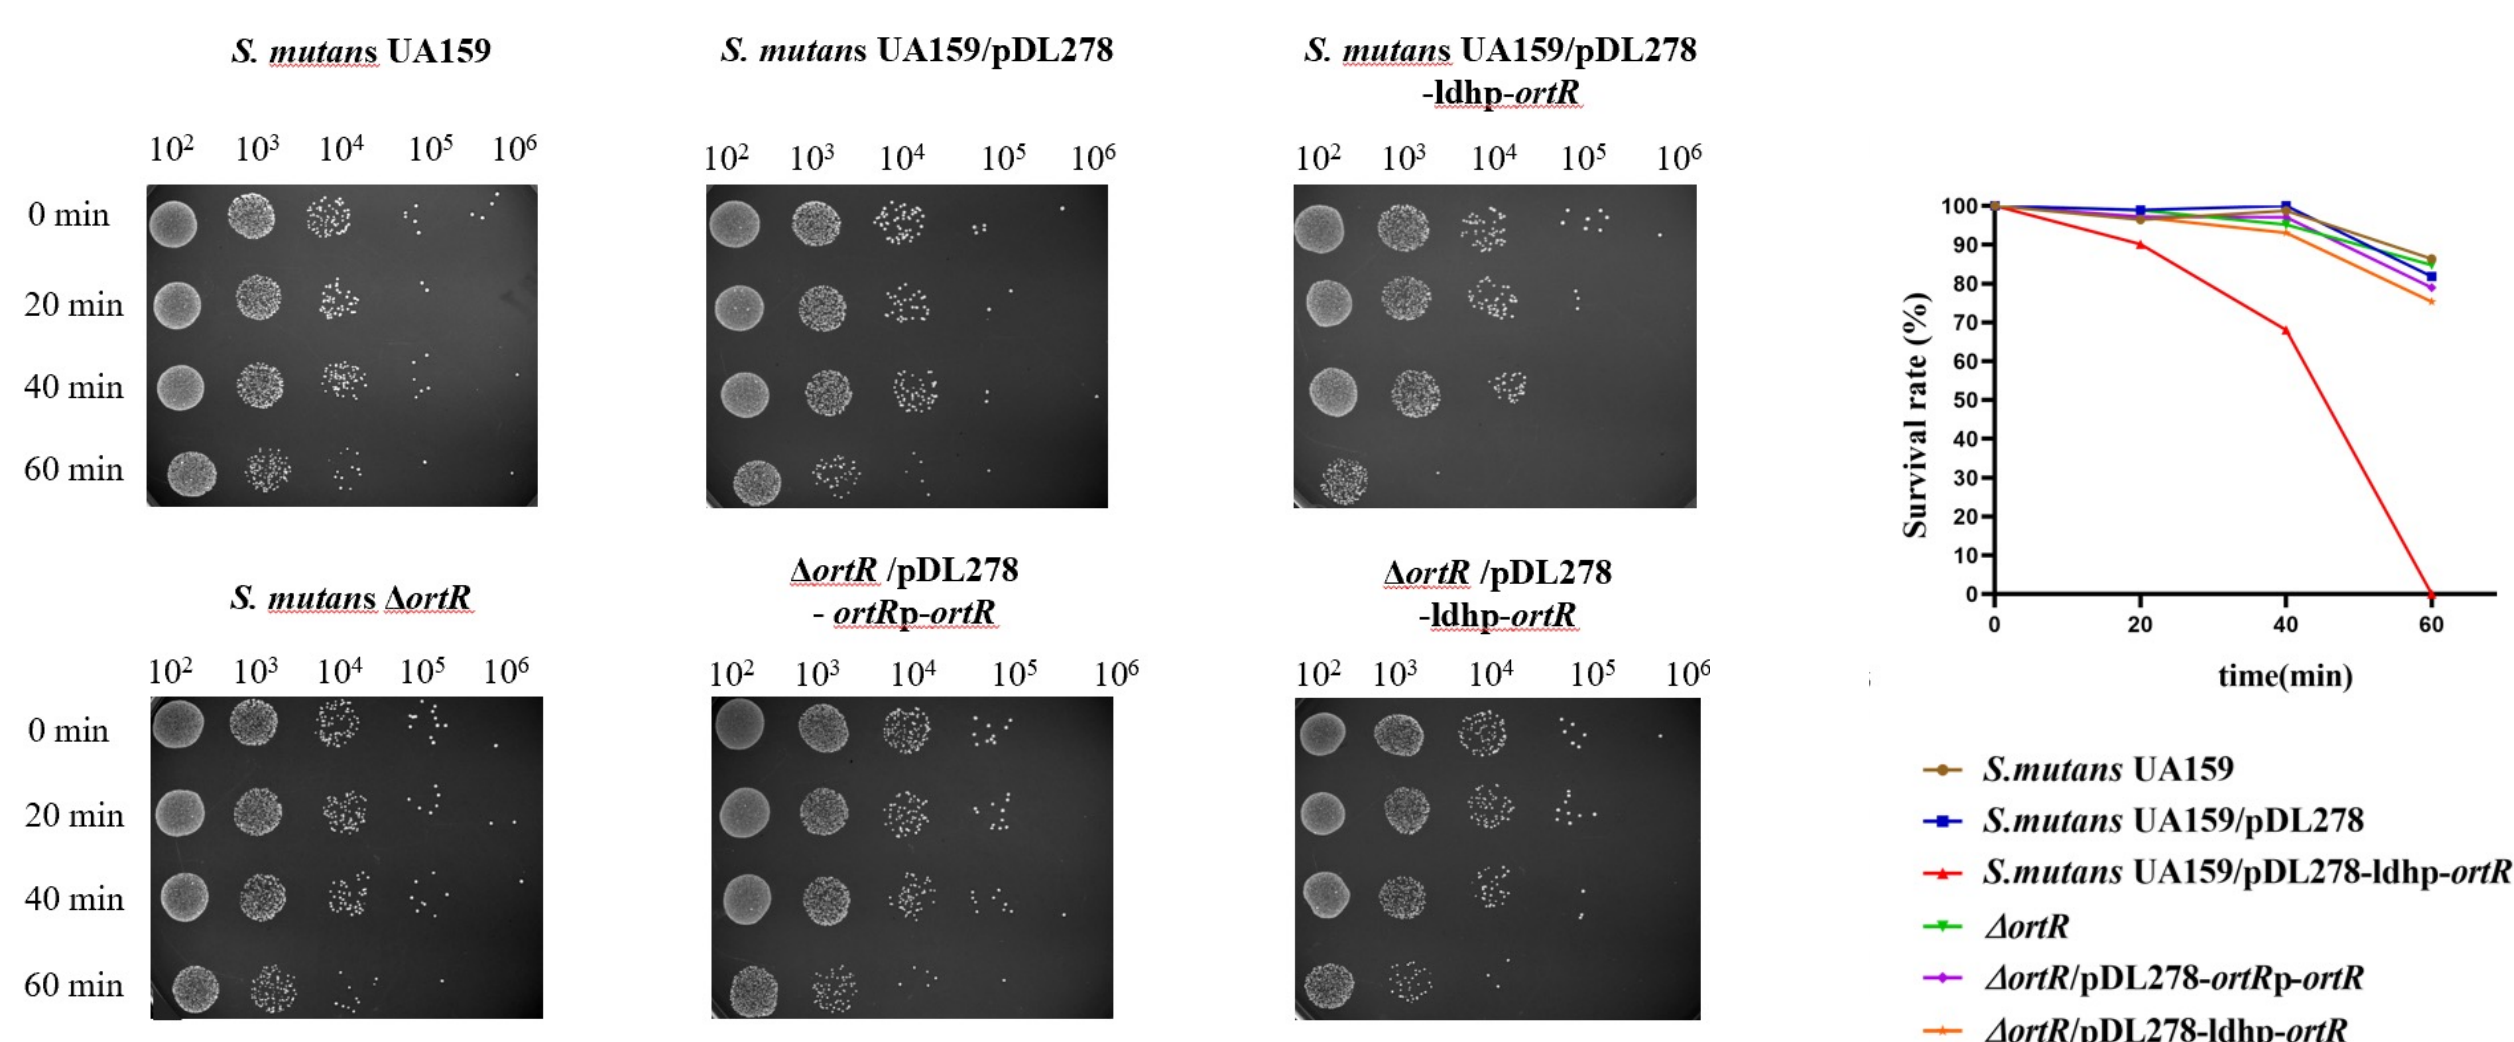 S. mutans UA159
S. mutans UA159/pDL278
S. mutans UA159/pDL278
-ldhp-ortR
10² 10³ 10⁴ 10⁵ 10⁶
10² 10³ 10⁴ 10⁵ 10⁶
10² 10³ 10⁴ 10⁵ 10⁶
0 min
20 min
40 min
60 min
S. mutans ΔortR
ΔortR /pDL278
- ortRp-ortR
ΔortR /pDL278
-ldhp-ortR
10² 10³ 10⁴ 10⁵ 10⁶
10² 10³ 10⁴ 10⁵ 10⁶
10² 10³ 10⁴ 10⁵ 10⁶
0 min
20 min
40 min
60 min
Survival rate (%)
100
90
80
70
60
50
40
30
20
10
0
0 20 40 60
time(min)
S.mutans UA159
S.mutans UA159/pDL278
S.mutans UA159/pDL278-ldhp-ortR
ΔortR
ΔortR/pDL278-ortRp-ortR
ΔortR/pDL278-ldhp-ortR